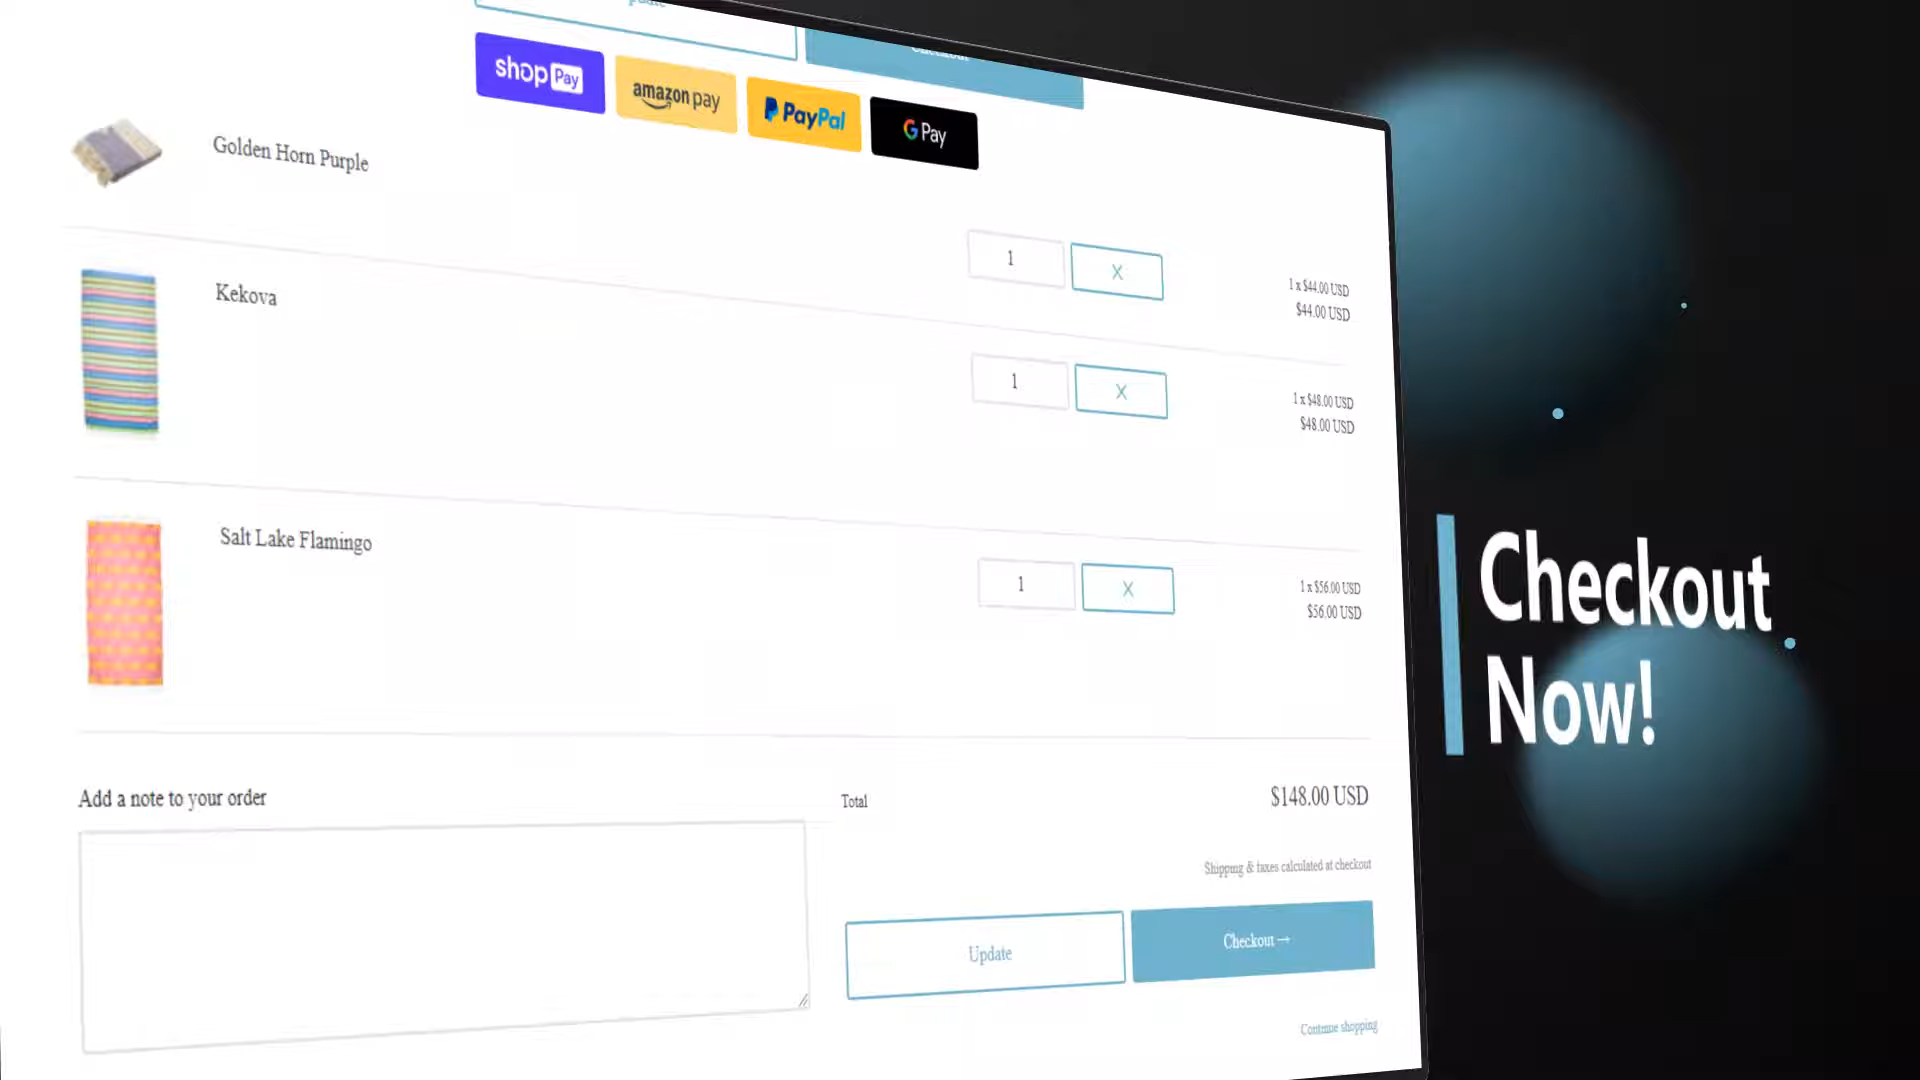 Checkout
shop Pay
amazon pay
PayPal
G Pay
Golden Horn Purple
1
X
1 x $44.00 USD
$44.00 USD
Kekova
1
X
1 x $48.00 USD
$48.00 USD
Salt Lake Flamingo
1
X
1 x $56.00 USD
$56.00 USD
Add a note to your order
Total
$148.00 USD
Shipping & taxes calculated at checkout
Update
Checkout →
Continue shopping
Checkout
Now!